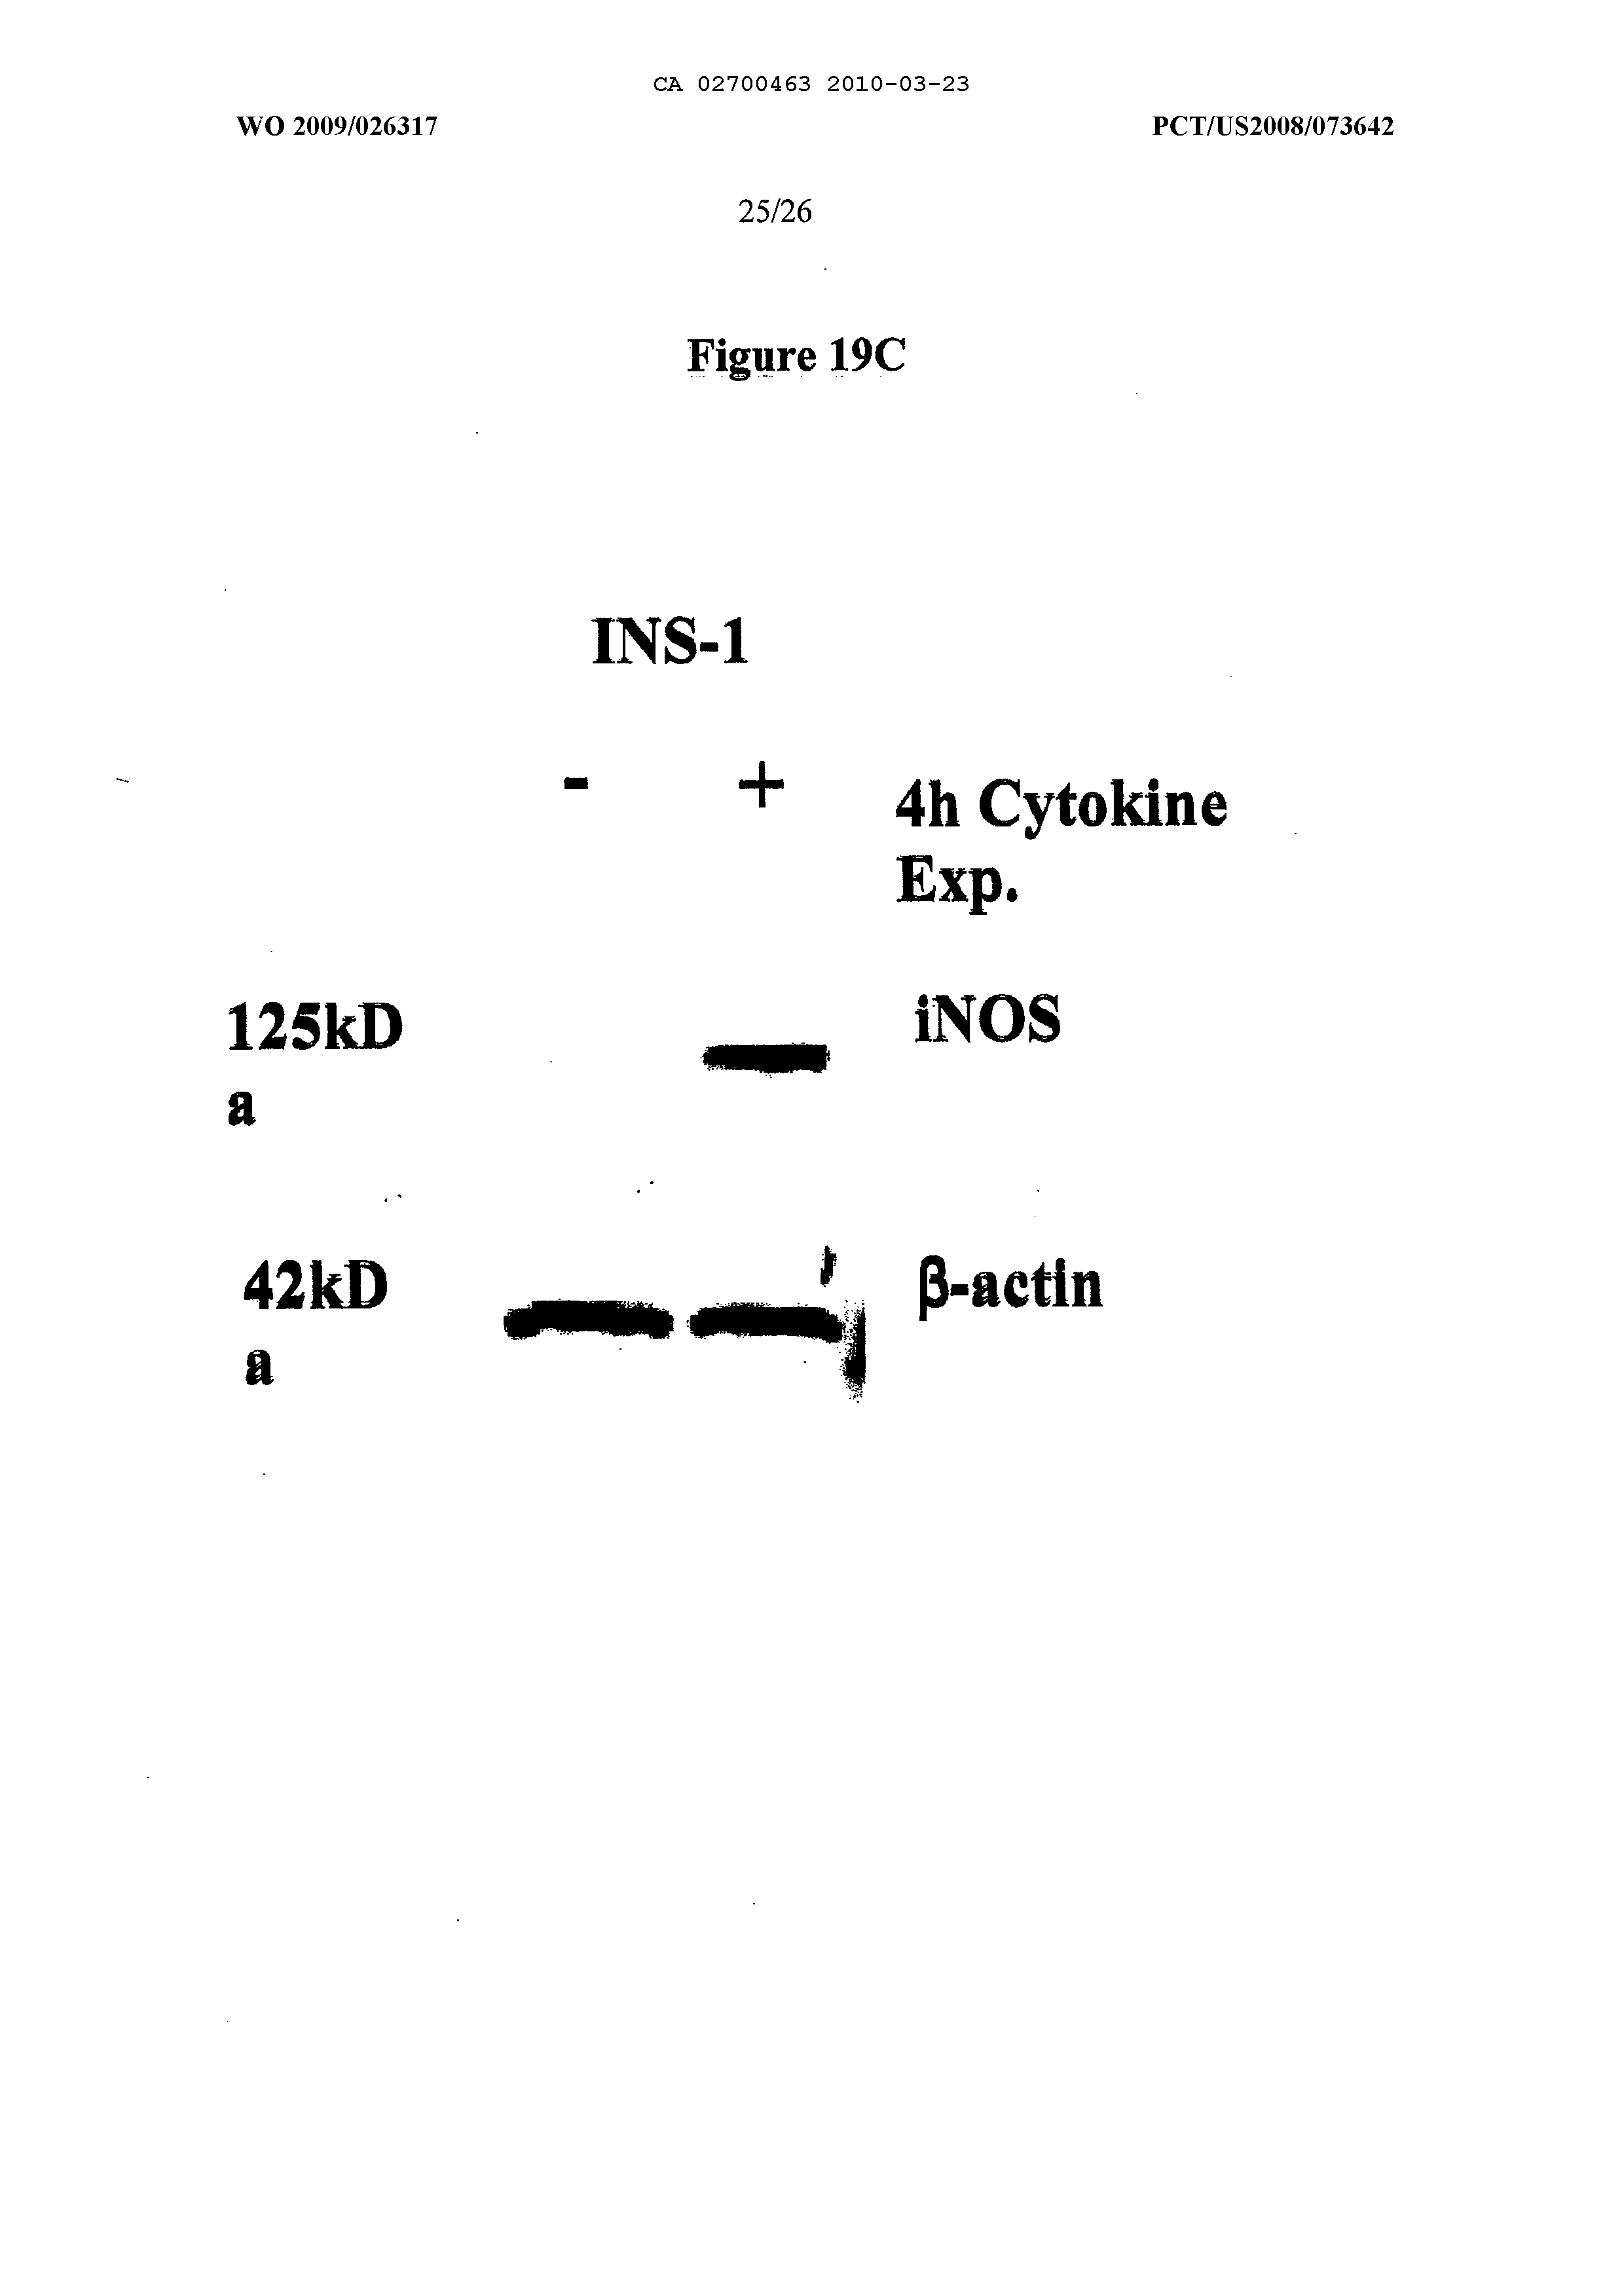 CA 02700463 2010-03-23
WO 2009/026317 PCT/US2008/073642
25/26
Figure 19C
INS-1
- +
4h Cytokine
Exp.
125kD
a
iNOS
42kD
a
β-actin